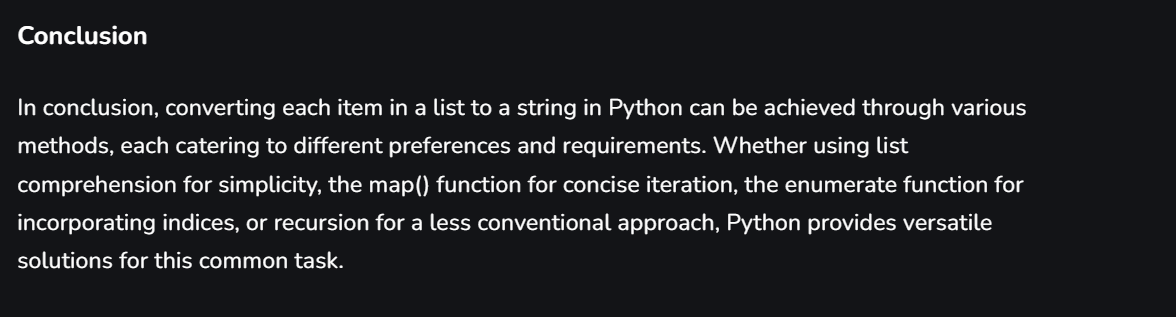 Conclusion
In conclusion, converting each item in a list to a string in Python can be achieved through various
methods, each catering to different preferences and requirements. Whether using list
comprehension for simplicity, the map() function for concise iteration, the enumerate function for
incorporating indices, or recursion for a less conventional approach, Python provides versatile
solutions for this common task.